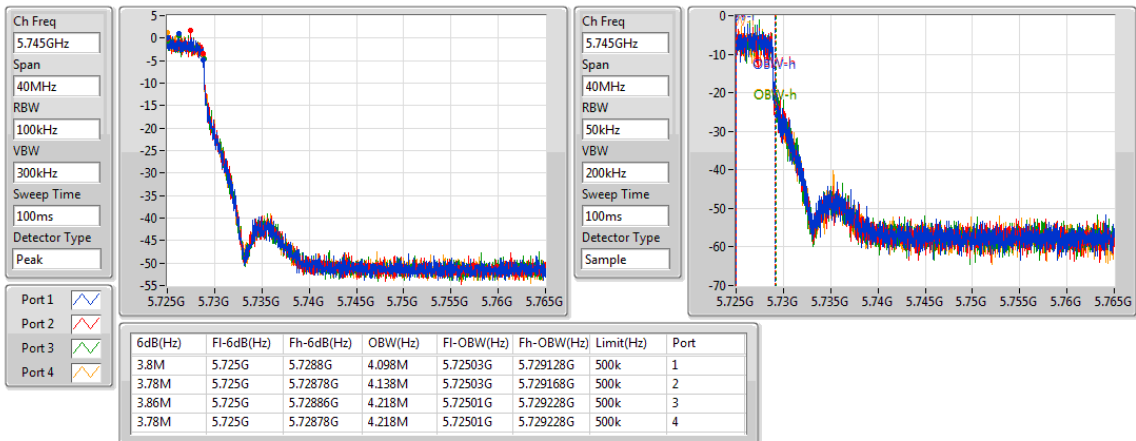 Ch Freq
5.745GHz
Span
40MHz
RBW
100kHz
VBW
300kHz
Sweep Time
100ms
Detector Type
Peak
5
0
-5
-10
-15
-20
-25
-30
-35
-40
-45
-50
-55
5.725G 5.73G 5.735G 5.74G 5.745G 5.75G 5.755G 5.76G 5.765G
Ch Freq
5.745GHz
Span
40MHz
RBW
50kHz
VBW
200kHz
Sweep Time
100ms
Detector Type
Sample
0
-10
-20
-30
-40
-50
-60
-70
OBW-h
OBW-h
5.725G 5.73G 5.735G 5.74G 5.745G 5.75G 5.755G 5.76G 5.765G
Port 1
Port 2
Port 3
Port 4
6dB(Hz) Fl-6dB(Hz) Fh-6dB(Hz) OBW(Hz) Fl-OBW(Hz) Fh-OBW(Hz) Limit(Hz) Port
3.8M 5.725G 5.7288G 4.098M 5.72503G 5.729128G 500k 1
3.78M 5.725G 5.72878G 4.138M 5.72503G 5.729168G 500k 2
3.86M 5.725G 5.72886G 4.218M 5.72501G 5.729228G 500k 3
3.78M 5.725G 5.72878G 4.218M 5.72501G 5.729228G 500k 4